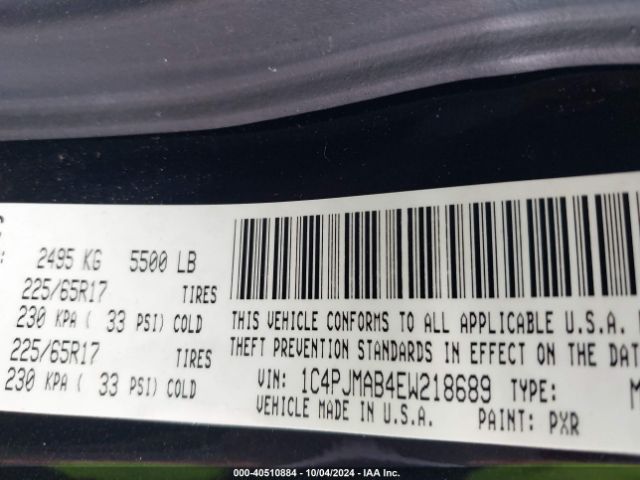 2495 KG 5500 LB
225/65R17 TIRES
230 KPA ( 33 PSI) COLD
225/65R17 TIRES
230 KPA ( 33 PSI) COLD
THIS VEHICLE CONFORMS TO ALL APPLICABLE U.S.A.
THEFT PREVENTION STANDARDS IN EFFECT ON THE DAT
VIN: 1C4PJMAB4EW218689 TYPE: M
VEHICLE MADE IN U.S.A. PAINT: PXR
000-40510884 - 10/04/2024 - IAA Inc.